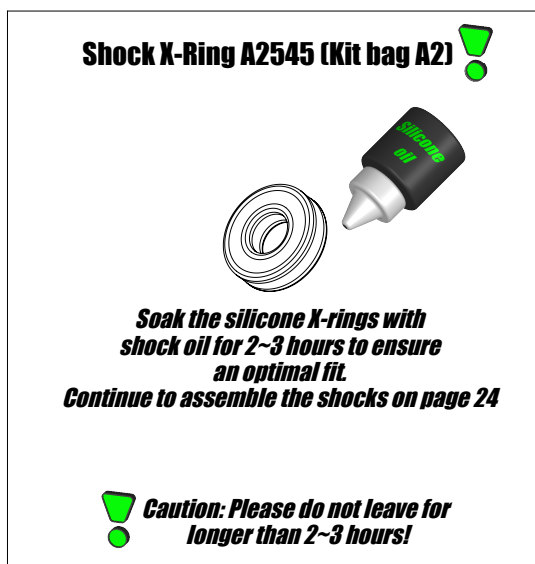 Shock X-Ring A2545 (Kit bag A2)
Silicone
oil
Soak the silicone X-rings with
shock oil for 2~3 hours to ensure
an optimal fit.
Continue to assemble the shocks on page 24
Caution: Please do not leave for
longer than 2~3 hours!